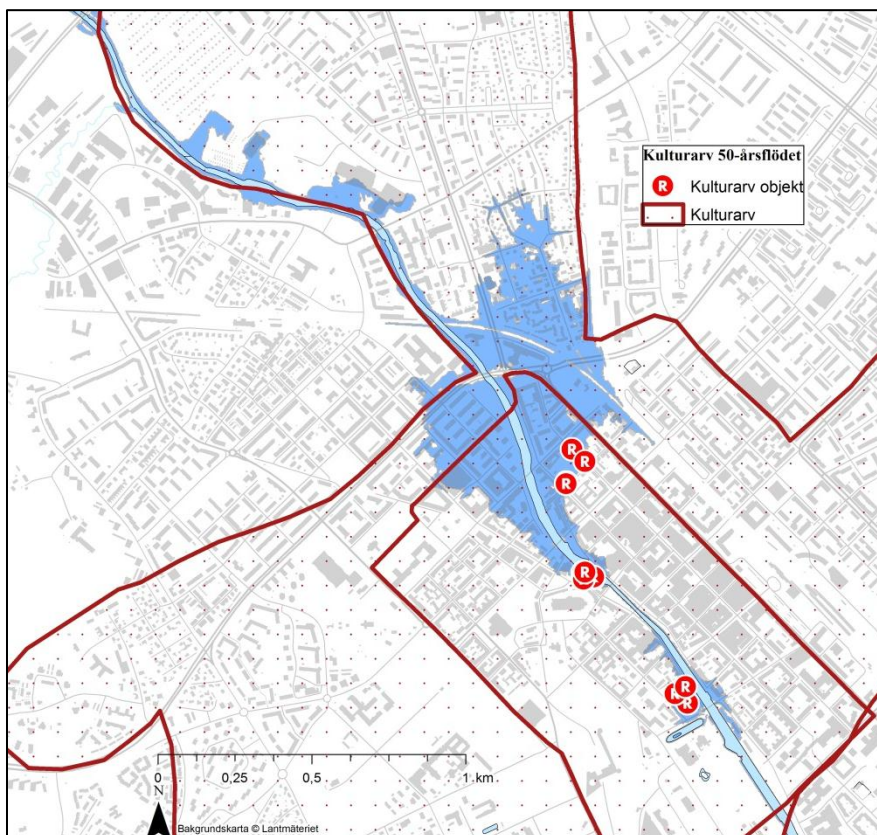 Kulturarv 50-årsflödet
R Kulturarv objekt
Kulturarv
R
R
R
R
R
R
R
0 0,25 0,5 1 km
N
Bakgrundskarta © Lantmäteriet